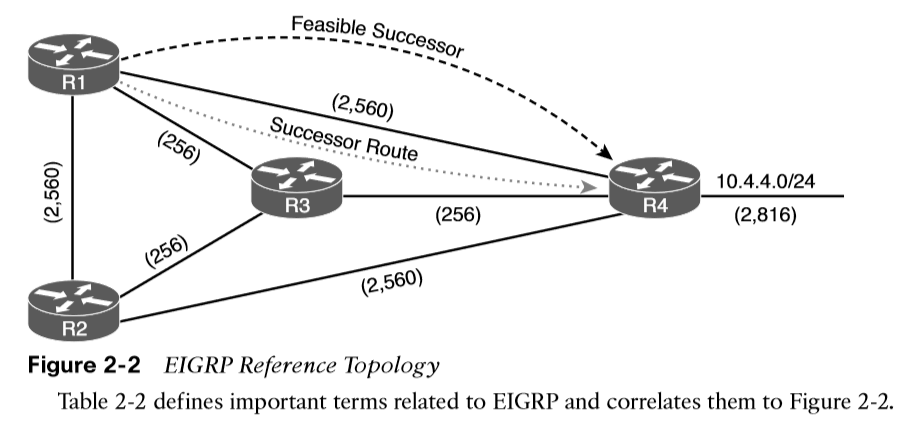 Feasible Successor
R1
(2,560)
Successor Route
(256)
(2,560)
R3
(256)
R4
10.4.4.0/24
(2,816)
(256)
(2,560)
R2
Figure 2-2 EIGRP Reference Topology
Table 2-2 defines important terms related to EIGRP and correlates them to Figure 2-2.